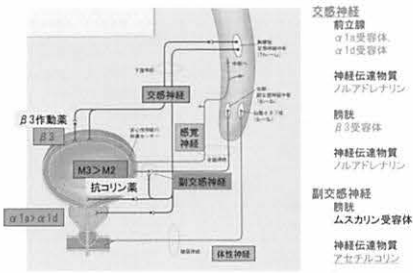 交感神経
β3作動薬
β3
感覚
神経
M3>M2
抗コリン薬
副交感神経
α1a>α1d
体性神経
交感神経
前立腺
α1a受容体、
α1d受容体
神経伝達物質
ノルアドレナリン
膀胱
β3受容体
神経伝達物質
ノルアドレナリン
副交感神経
膀胱
ムスカリン受容体
神経伝達物質
アセチルコリン